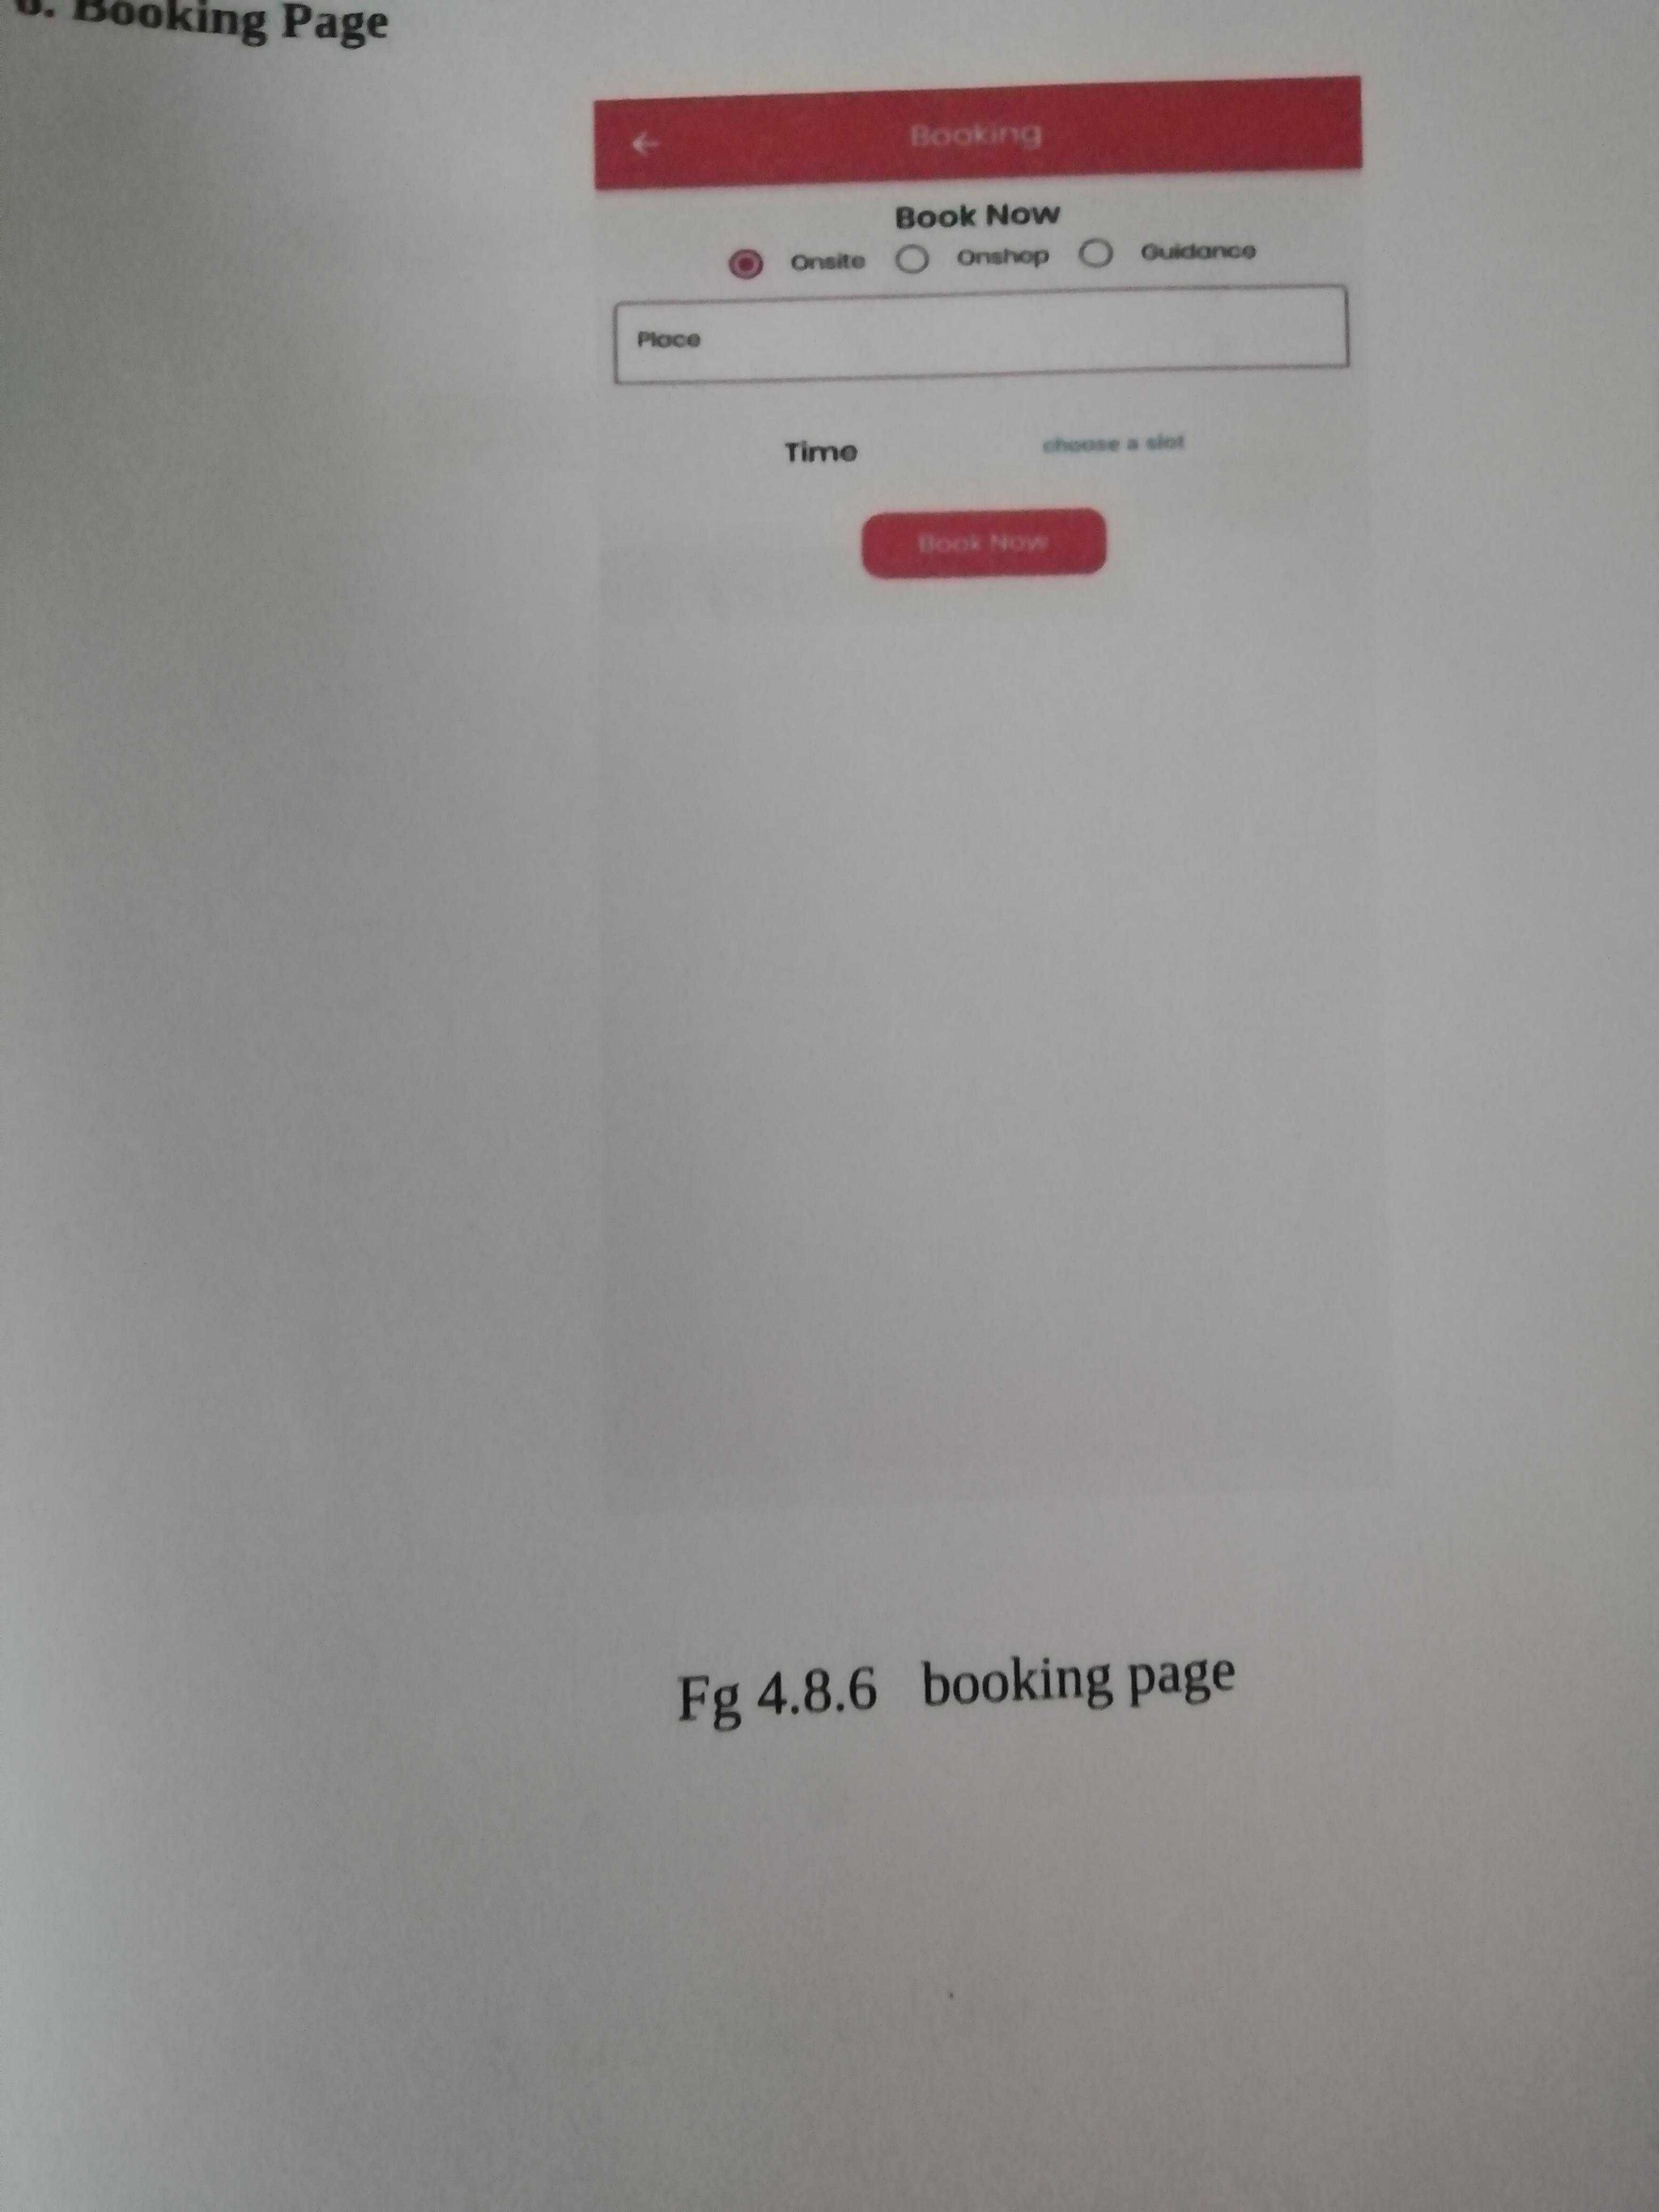 6. Booking Page
Booking
Book Now
Onsite Onshop Guidance
Place
Time choose a slot
Book Now
Fg 4.8.6 booking page